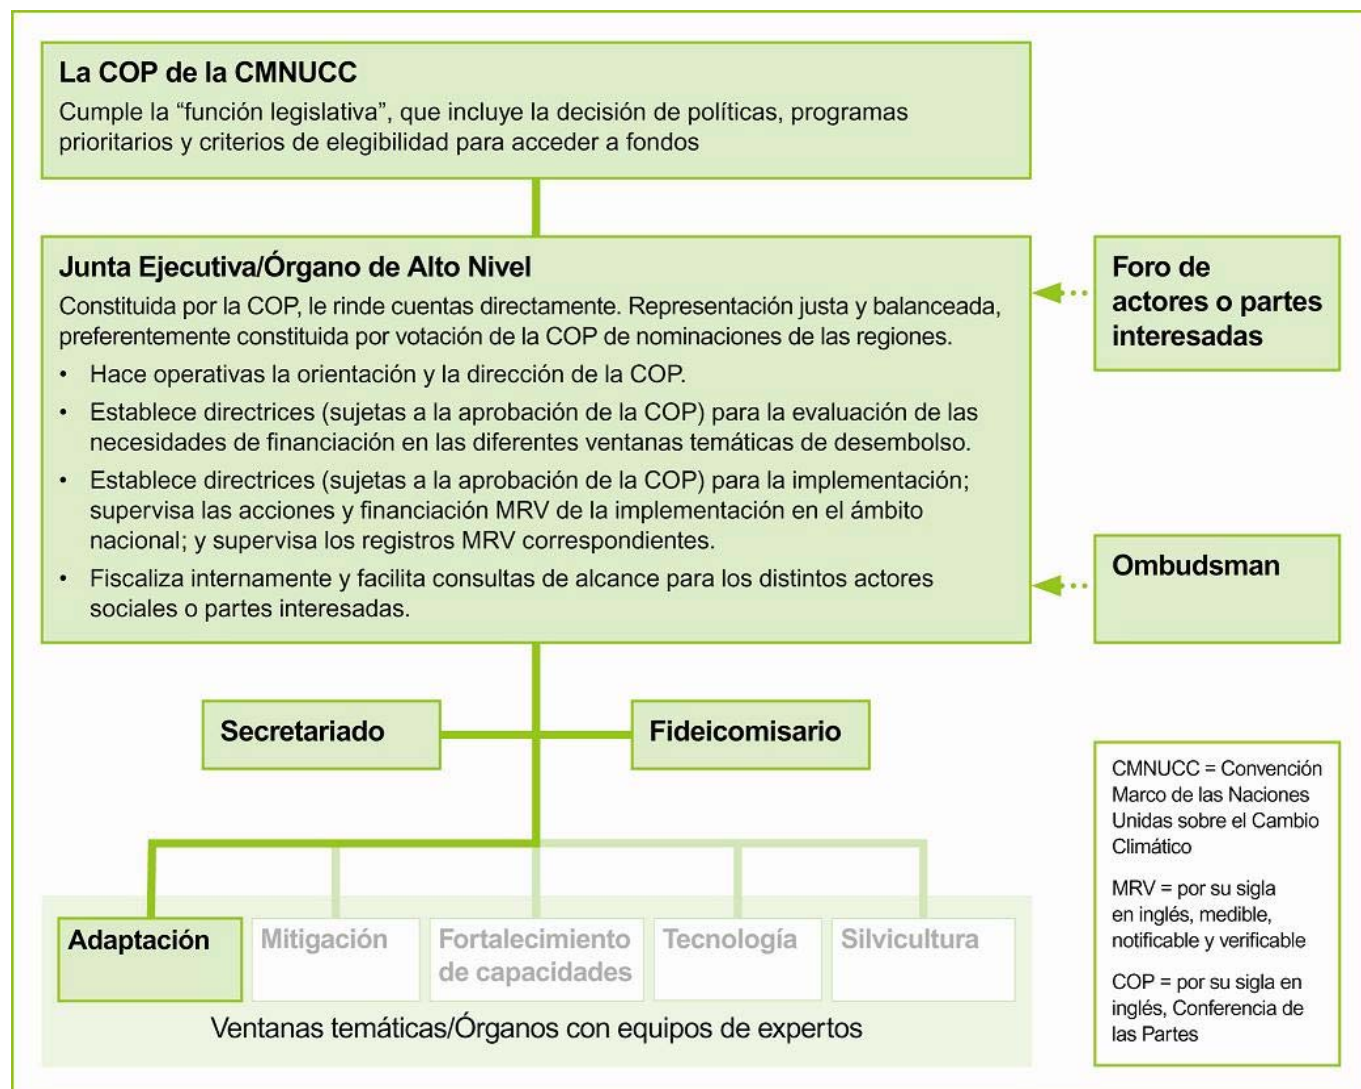 La COP de la CMNUCC
Cumple la “función legislativa”, que incluye la decisión de políticas, programas
prioritarios y criterios de elegibilidad para acceder a fondos
Junta Ejecutiva/Órgano de Alto Nivel
Constituida por la COP, le rinde cuentas directamente. Representación justa y balanceada,
preferentemente constituida por votación de la COP de nominaciones de las regiones.
• Hace operativas la orientación y la dirección de la COP.
• Establece directrices (sujetas a la aprobación de la COP) para la evaluación de las
necesidades de financiación en las diferentes ventanas temáticas de desembolso.
• Establece directrices (sujetas a la aprobación de la COP) para la implementación;
supervisa las acciones y financiación MRV de la implementación en el ámbito
nacional; y supervisa los registros MRV correspondientes.
• Fiscaliza internamente y facilita consultas de alcance para los distintos actores
sociales o partes interesadas.
Foro de
actores o partes
interesadas
Ombudsman
Secretariado
Fideicomisario
Adaptación
Mitigación
Fortalecimiento
de capacidades
Tecnología
Silvicultura
Ventanas temáticas/Órganos con equipos de expertos
CMNUCC = Convención
Marco de las Naciones
Unidas sobre el Cambio
Climático
MRV = por su sigla
en inglés, medible,
notificable y verificable
COP = por su sigla en
inglés, Conferencia de
las Partes